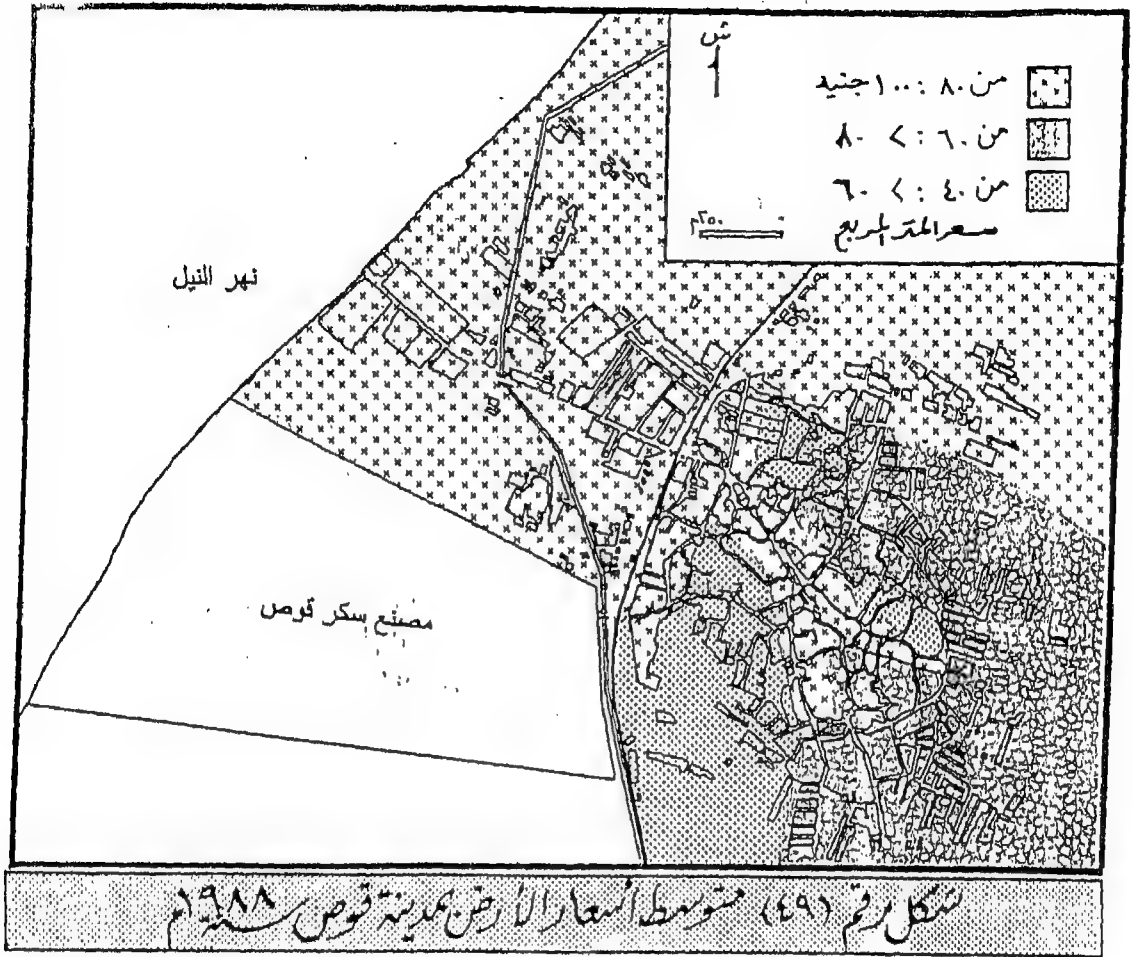 ش
من ٨٠ : ١٠٠ جنيه
من ٦٠ : > ٨٠
من ٤٠ : > ٦٠
سعر المتر المربع
٢٥٠م
نهر النيل
مصنع سكر قوص
شكل رقم (٤٩) متوسط أسعار الأرض بمدينة قوص سنة ١٩٨٨م